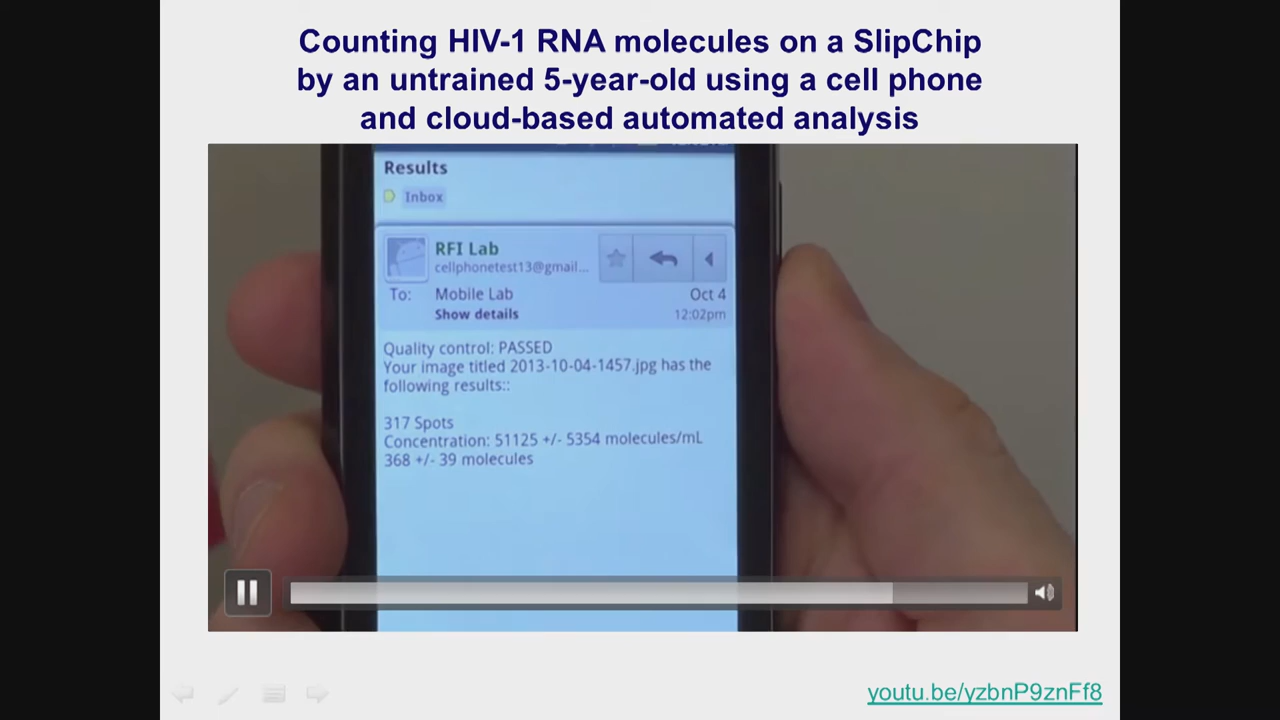 Counting HIV-1 RNA molecules on a SlipChip
by an untrained 5-year-old using a cell phone
and cloud-based automated analysis
Results
Inbox
RFI Lab
cellphonetest13@gmail...
To: Mobile Lab Oct 4
Show details 12:02pm
Quality control: PASSED
Your image titled 2013-10-04-1457.jpg has the
following results::
317 Spots
Concentration: 51125 +/- 5354 molecules/mL
368 +/- 39 molecules
youtu.be/yzbnP9znFf8